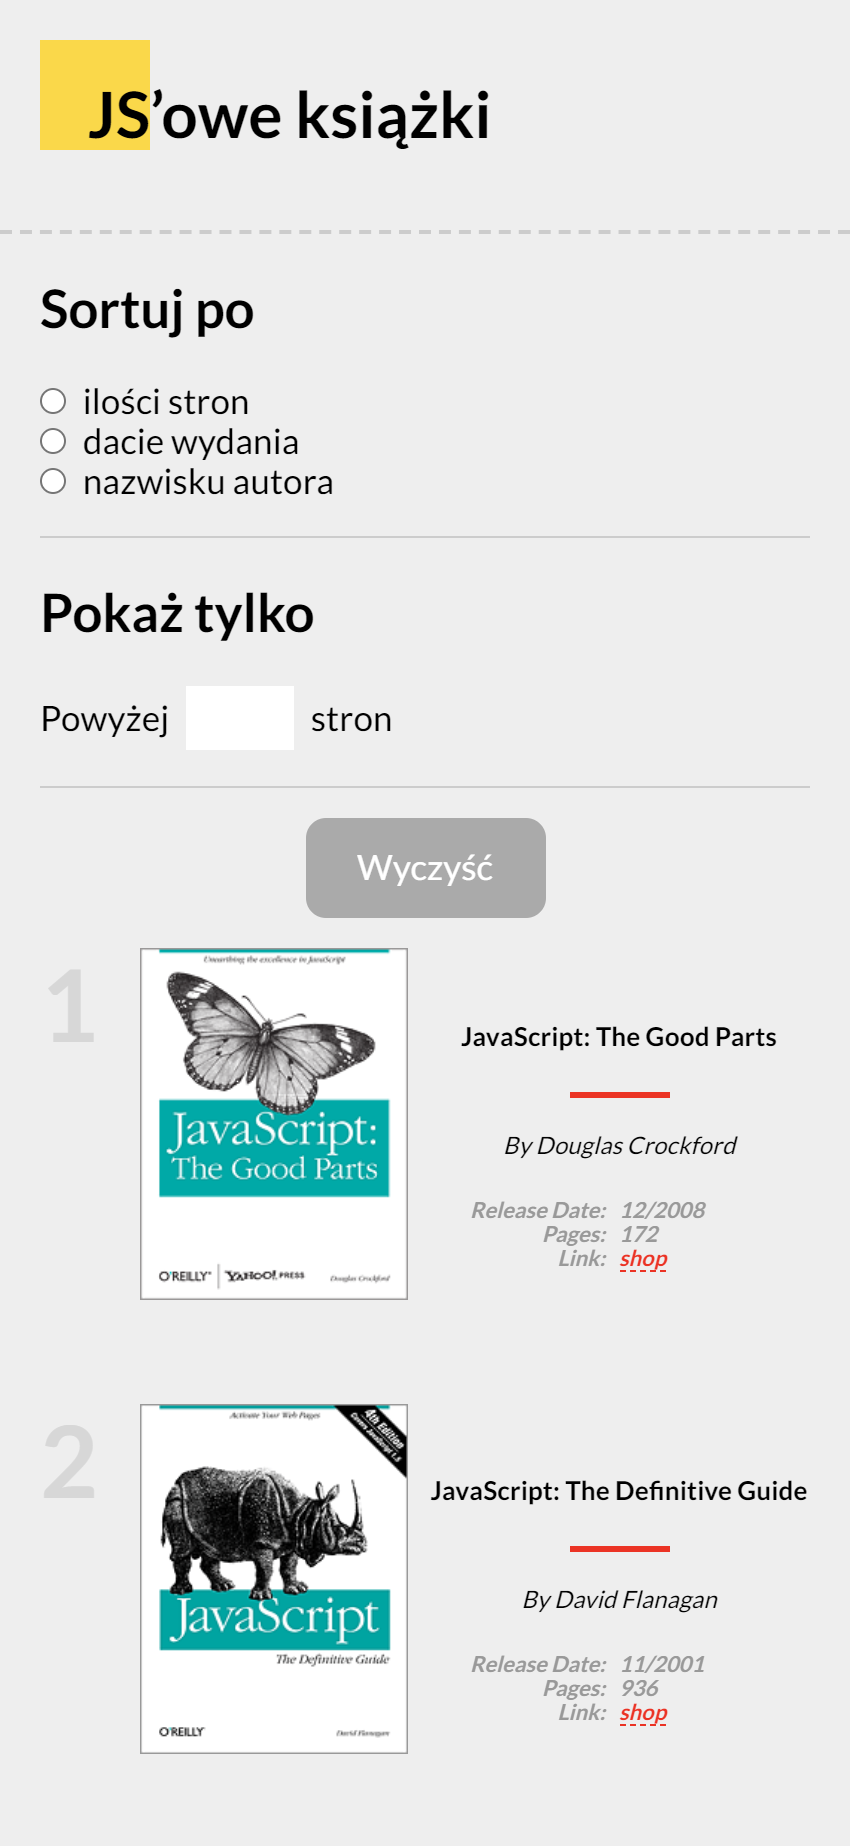 JS’owe książki
Sortuj po
ilości stron
dacie wydania
nazwisku autora
Pokaż tylko
Powyżej stron
Wyczyść
1
Unearthing the excellence in JavaScript
JavaScript:
The Good Parts
O'REILLY® YAHOO! PRESS Douglas Crockford
JavaScript: The Good Parts
By Douglas Crockford
Release Date: 12/2008
Pages: 172
Link: shop
2
Activate Your Web Pages
4th Edition
Covers JavaScript 1.5
JavaScript
The Definitive Guide
O'REILLY® David Flanagan
JavaScript: The Definitive Guide
By David Flanagan
Release Date: 11/2001
Pages: 936
Link: shop